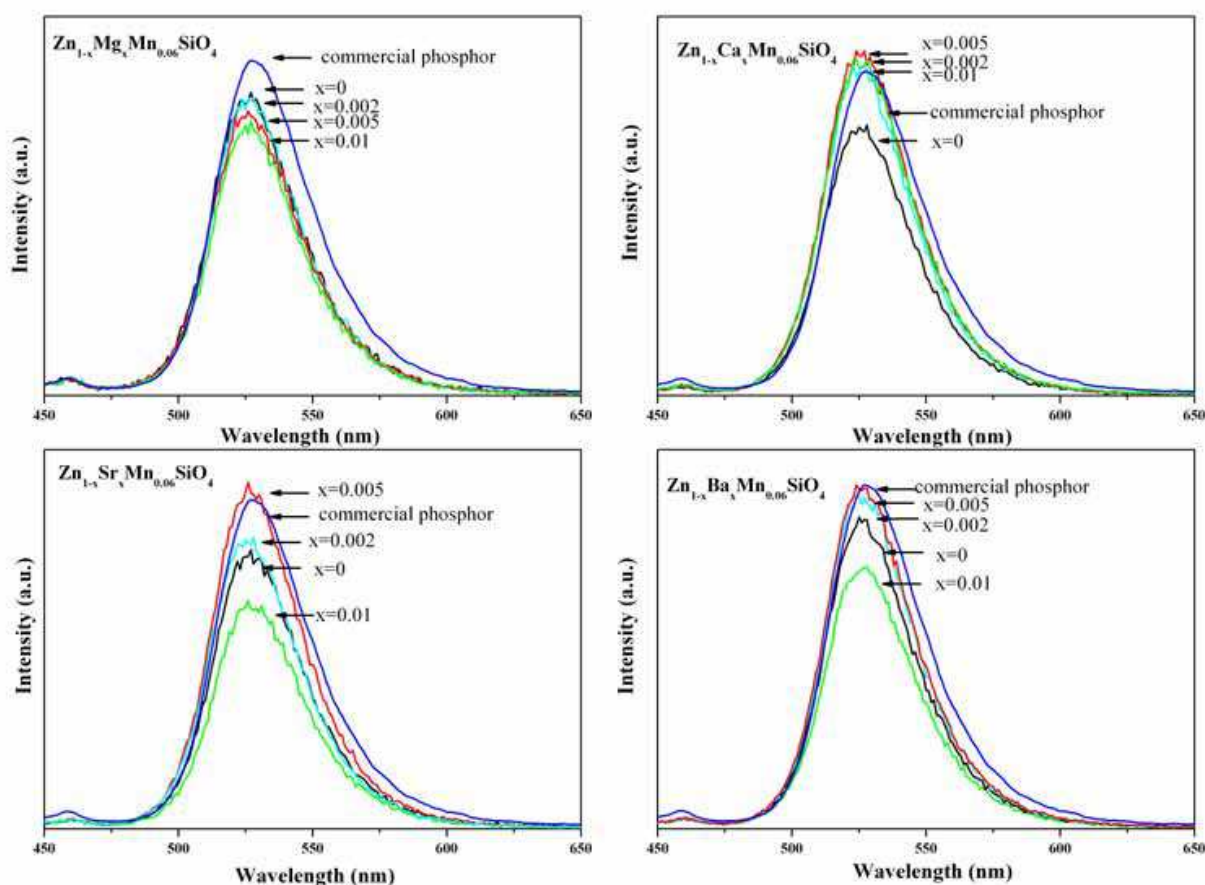 Zn1-xMgxMn0.06SiO4
commercial phosphor
x=0
x=0.002
x=0.005
x=0.01
Intensity (a.u.)
450 500 550 600 650
Wavelength (nm)
Zn1-xCaxMn0.06SiO4
x=0.005
x=0.002
x=0.01
commercial phosphor
x=0
Intensity (a.u.)
450 500 550 600 650
Wavelength (nm)
Zn1-xSrxMn0.06SiO4
x=0.005
commercial phosphor
x=0.002
x=0
x=0.01
Intensity (a.u.)
450 500 550 600 650
Wavelength (nm)
Zn1-xBaxMn0.06SiO4
commercial phosphor
x=0.005
x=0.002
x=0
x=0.01
Intensity (a.u.)
450 500 550 600 650
Wavelength (nm)